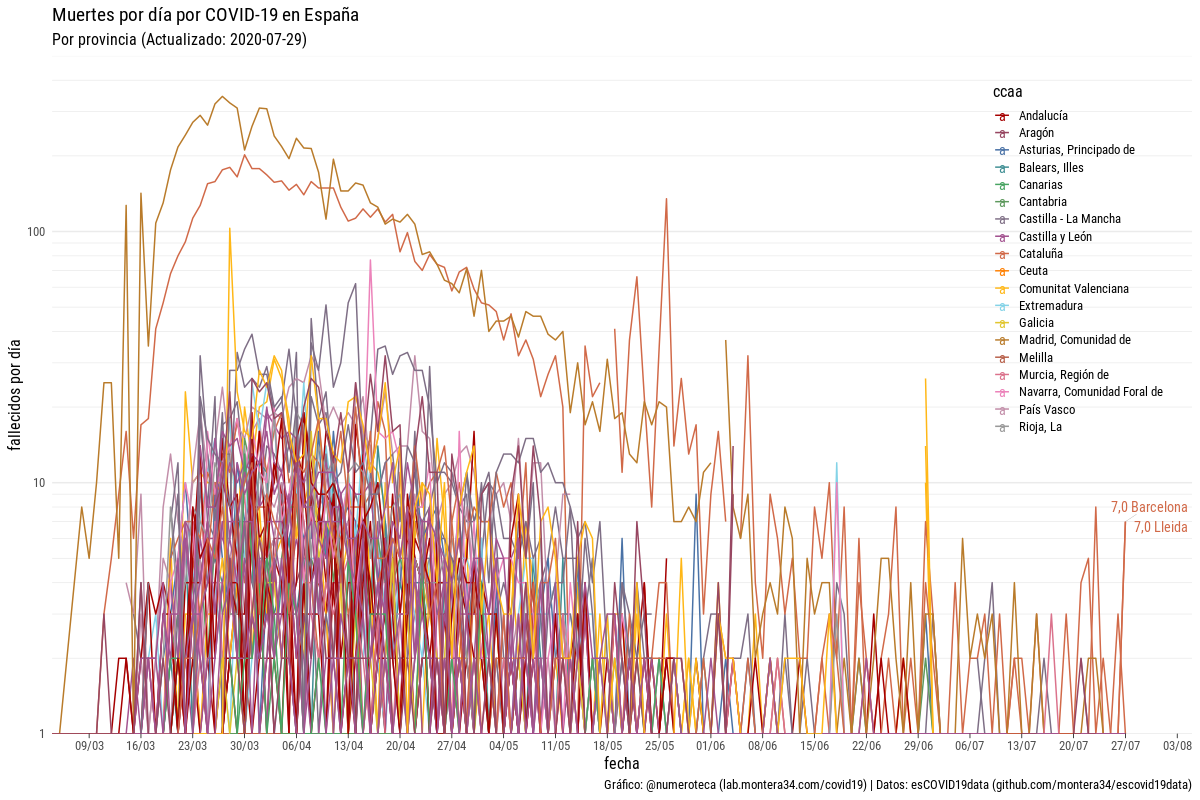 Muertes por día por COVID-19 en España
Por provincia (Actualizado: 2020-07-29)
ccaa
Andalucía
Aragón
Asturias, Principado de
Balears, Illes
Canarias
Cantabria
Castilla - La Mancha
Castilla y León
Cataluña
Ceuta
Comunitat Valenciana
Extremadura
Galicia
Madrid, Comunidad de
Melilla
Murcia, Región de
Navarra, Comunidad Foral de
País Vasco
Rioja, La
fallecidos por día
100
10
1
7,0 Barcelona
7,0 Lleida
09/03 16/03 23/03 30/03 06/04 13/04 20/04 27/04 04/05 11/05 18/05 25/05 01/06 08/06 15/06 22/06 29/06 06/07 13/07 20/07 27/07 03/08
fecha
Gráfico: @numeroteca (lab.montera34.com/covid19) | Datos: esCOVID19data (github.com/montera34/escovid19data)